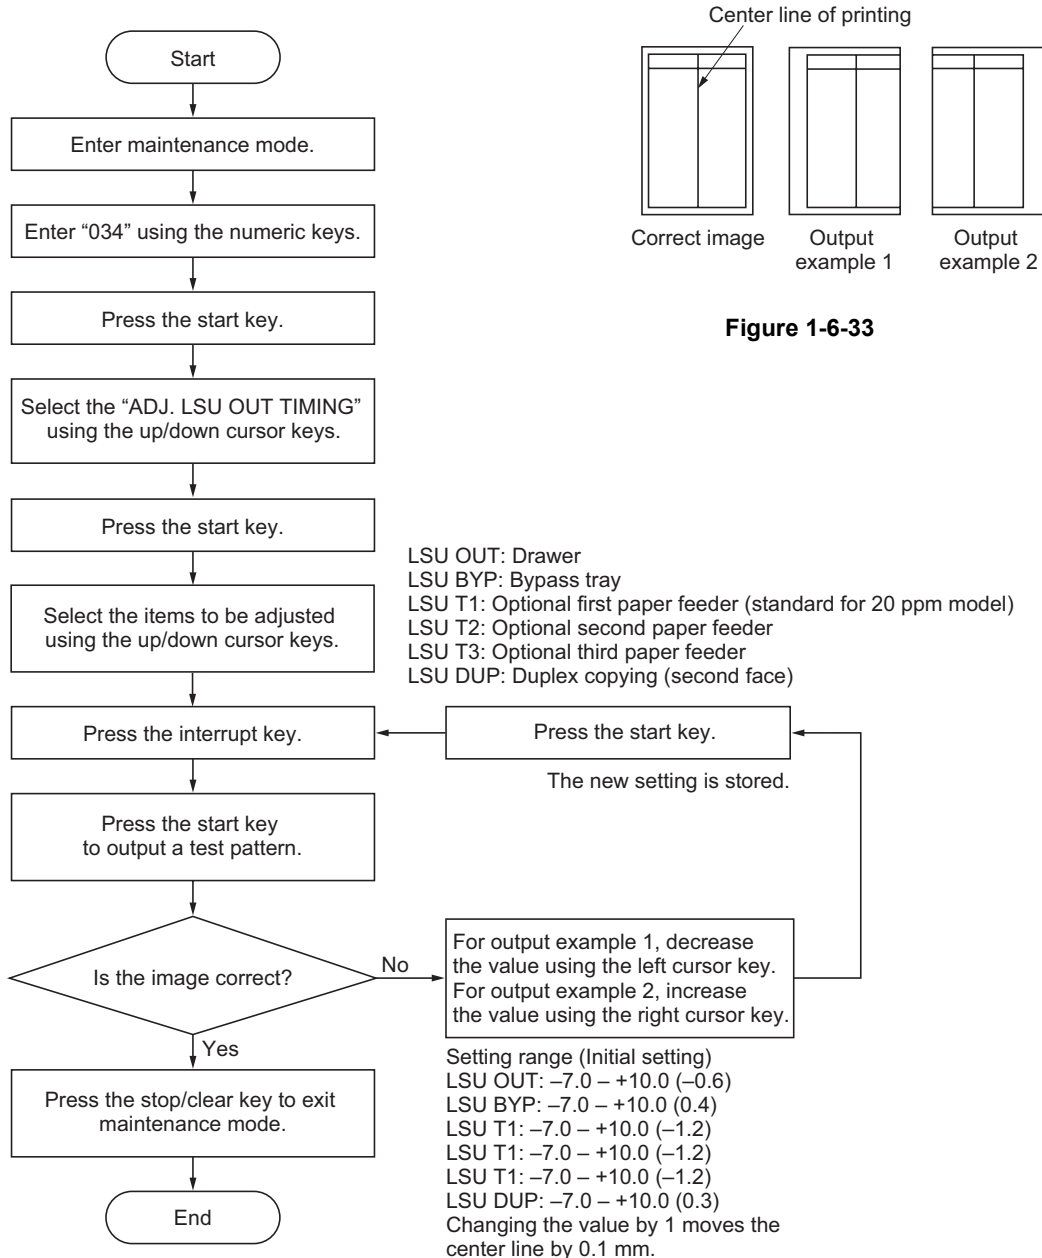 Center line of printing
Correct image
Output
example 1
Output
example 2
Figure 1-6-33
Start
Enter maintenance mode.
Enter “034” using the numeric keys.
Press the start key.
Select the “ADJ. LSU OUT TIMING”
using the up/down cursor keys.
Press the start key.
Select the items to be adjusted
using the up/down cursor keys.
LSU OUT: Drawer
LSU BYP: Bypass tray
LSU T1: Optional first paper feeder (standard for 20 ppm model)
LSU T2: Optional second paper feeder
LSU T3: Optional third paper feeder
LSU DUP: Duplex copying (second face)
Press the interrupt key.
Press the start key.
The new setting is stored.
Press the start key
to output a test pattern.
Is the image correct?
No
For output example 1, decrease
the value using the left cursor key.
For output example 2, increase
the value using the right cursor key.
Yes
Setting range (Initial setting)
LSU OUT: –7.0 – +10.0 (–0.6)
LSU BYP: –7.0 – +10.0 (0.4)
LSU T1: –7.0 – +10.0 (–1.2)
LSU T1: –7.0 – +10.0 (–1.2)
LSU T1: –7.0 – +10.0 (–1.2)
LSU DUP: –7.0 – +10.0 (0.3)
Changing the value by 1 moves the
center line by 0.1 mm.
Press the stop/clear key to exit
maintenance mode.
End